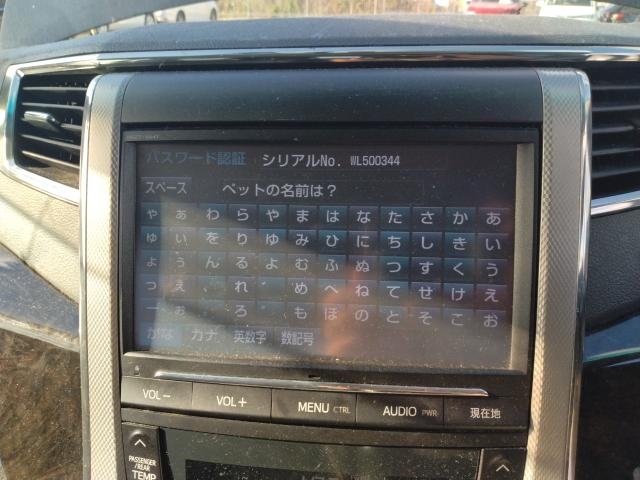 パスワード認証 シリアルNo. WL500344
スペース ペットの名前は？
ゃ ぁ わ ら や ま は な た さ か あ
ゅ ぃ を り ゆ み ひ に ち し き い
ょ ぅ ん る よ む ふ ぬ つ す く う
っ ぇ 、 れ め へ ね て せ け え
ー ぉ 。 ろ も ほ の と そ こ お
かな カナ 英数字 数記号
VOL− VOL+ MENU CTRL AUDIO PWR 現在地
PASSENGER
/REAR
TEMP